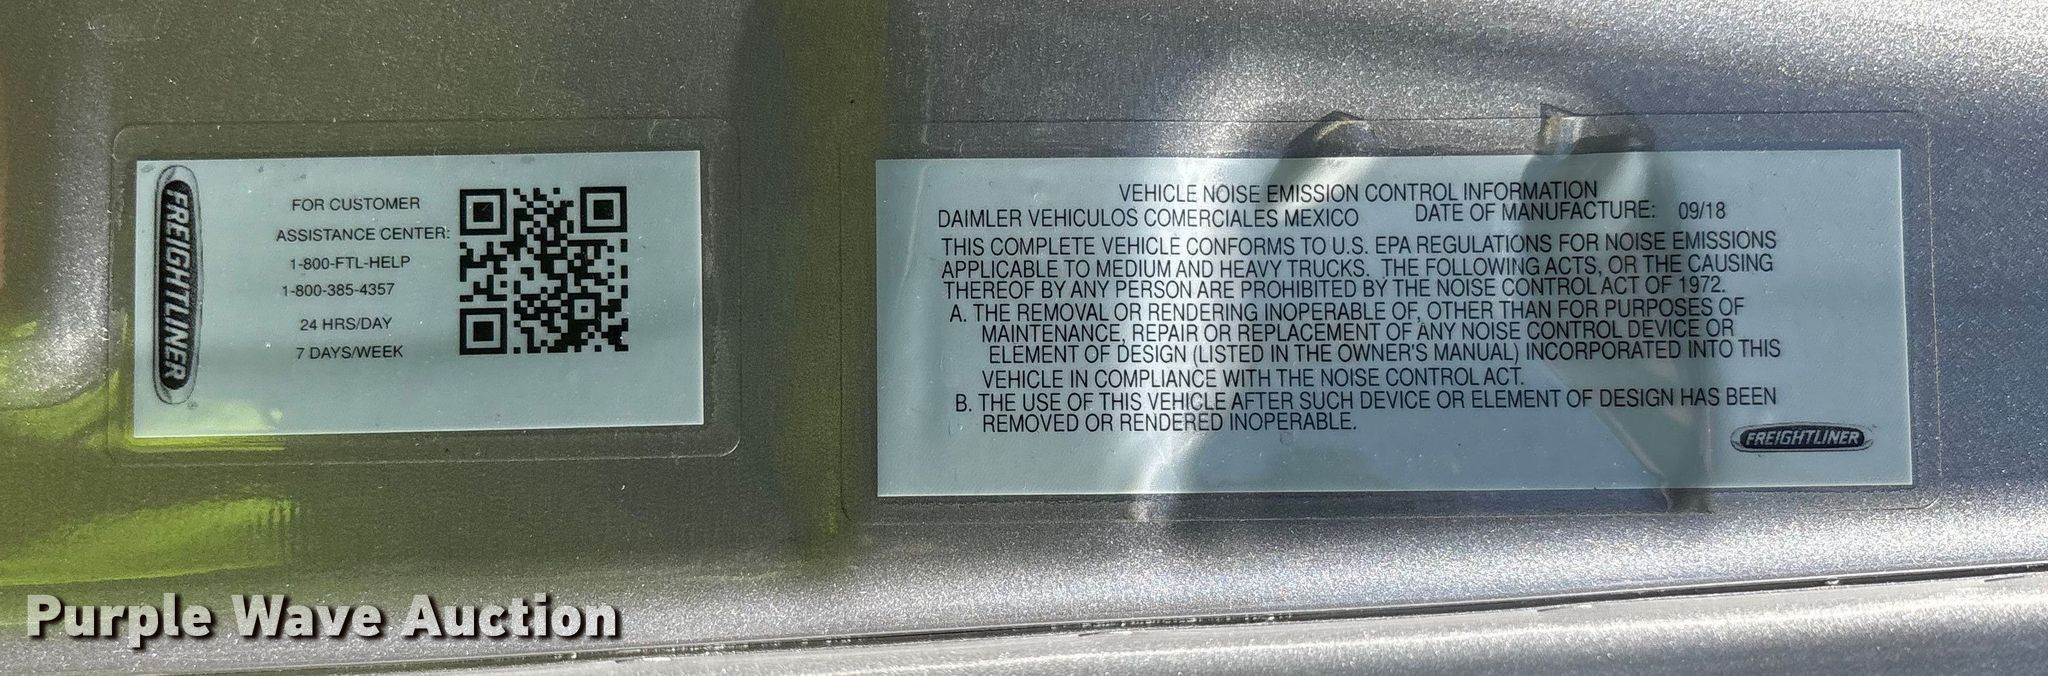 FREIGHTLINER
FOR CUSTOMER
ASSISTANCE CENTER:
1-800-FTL-HELP
1-800-385-4357
24 HRS/DAY
7 DAYS/WEEK
VEHICLE NOISE EMISSION CONTROL INFORMATION
DAIMLER VEHICULOS COMERCIALES MEXICO DATE OF MANUFACTURE: 09/18
THIS COMPLETE VEHICLE CONFORMS TO U.S. EPA REGULATIONS FOR NOISE EMISSIONS
APPLICABLE TO MEDIUM AND HEAVY TRUCKS. THE FOLLOWING ACTS, OR THE CAUSING
THEREOF BY ANY PERSON ARE PROHIBITED BY THE NOISE CONTROL ACT OF 1972.
A. THE REMOVAL OR RENDERING INOPERABLE OF, OTHER THAN FOR PURPOSES OF
MAINTENANCE, REPAIR OR REPLACEMENT OF ANY NOISE CONTROL DEVICE OR
ELEMENT OF DESIGN (LISTED IN THE OWNER'S MANUAL) INCORPORATED INTO THIS
VEHICLE IN COMPLIANCE WITH THE NOISE CONTROL ACT.
B. THE USE OF THIS VEHICLE AFTER SUCH DEVICE OR ELEMENT OF DESIGN HAS BEEN
REMOVED OR RENDERED INOPERABLE.
FREIGHTLINER
Purple Wave Auction